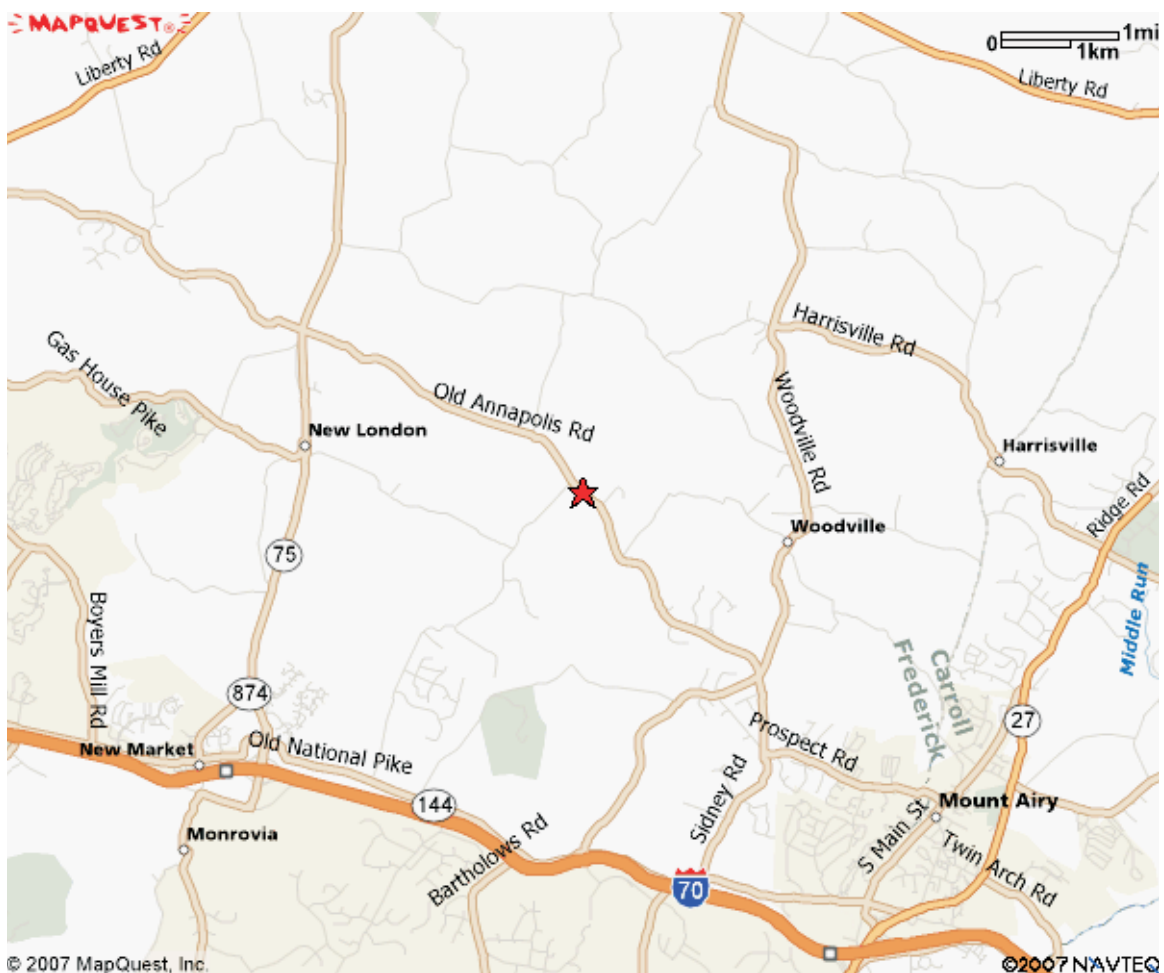 MAPQUEST®
0 1mi
1km
Liberty Rd
Liberty Rd
Harrisville Rd
Gas House Pike
Old Annapolis Rd
Woodville Rd
New London
Harrisville
Ridge Rd
Woodville
75
Boyers Mill Rd
Middle Run
Carroll
Frederick
874
27
Prospect Rd
Old National Pike
New Market
Sidney Rd
144
Mount Airy
Monrovia
S Main St
Twin Arch Rd
Bartholows Rd
70
© 2007 MapQuest, Inc.
©2007 NAVTEQ